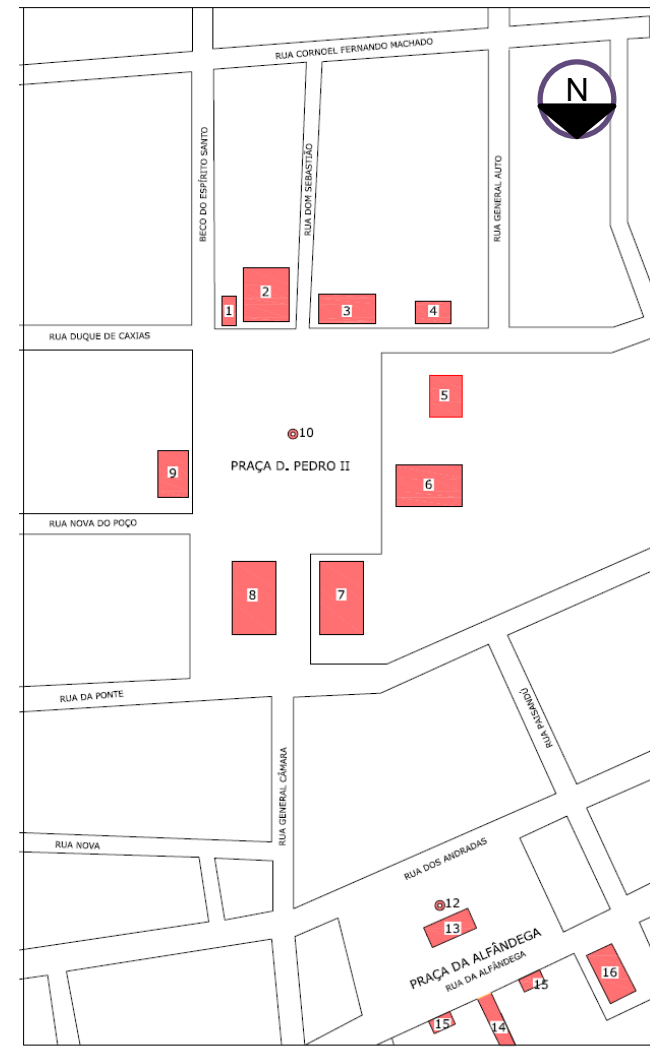 RUA CORNOEL FERNANDO MACHADO
N
BECO DO ESPÍRITO SANTO
RUA DOM SEBASTIÃO
RUA GENERAL AUTO
1
2
3
4
RUA DUQUE DE CAXIAS
5
10
PRAÇA D. PEDRO II
9
6
RUA NOVA DO POÇO
8
7
RUA DA PONTE
RUA PAISANDÚ
RUA GENERAL CÂMARA
RUA NOVA
RUA DOS ANDRADAS
12
13
PRAÇA DA ALFÂNDEGA
RUA DA ALFÂNDEGA
16
15
15
14